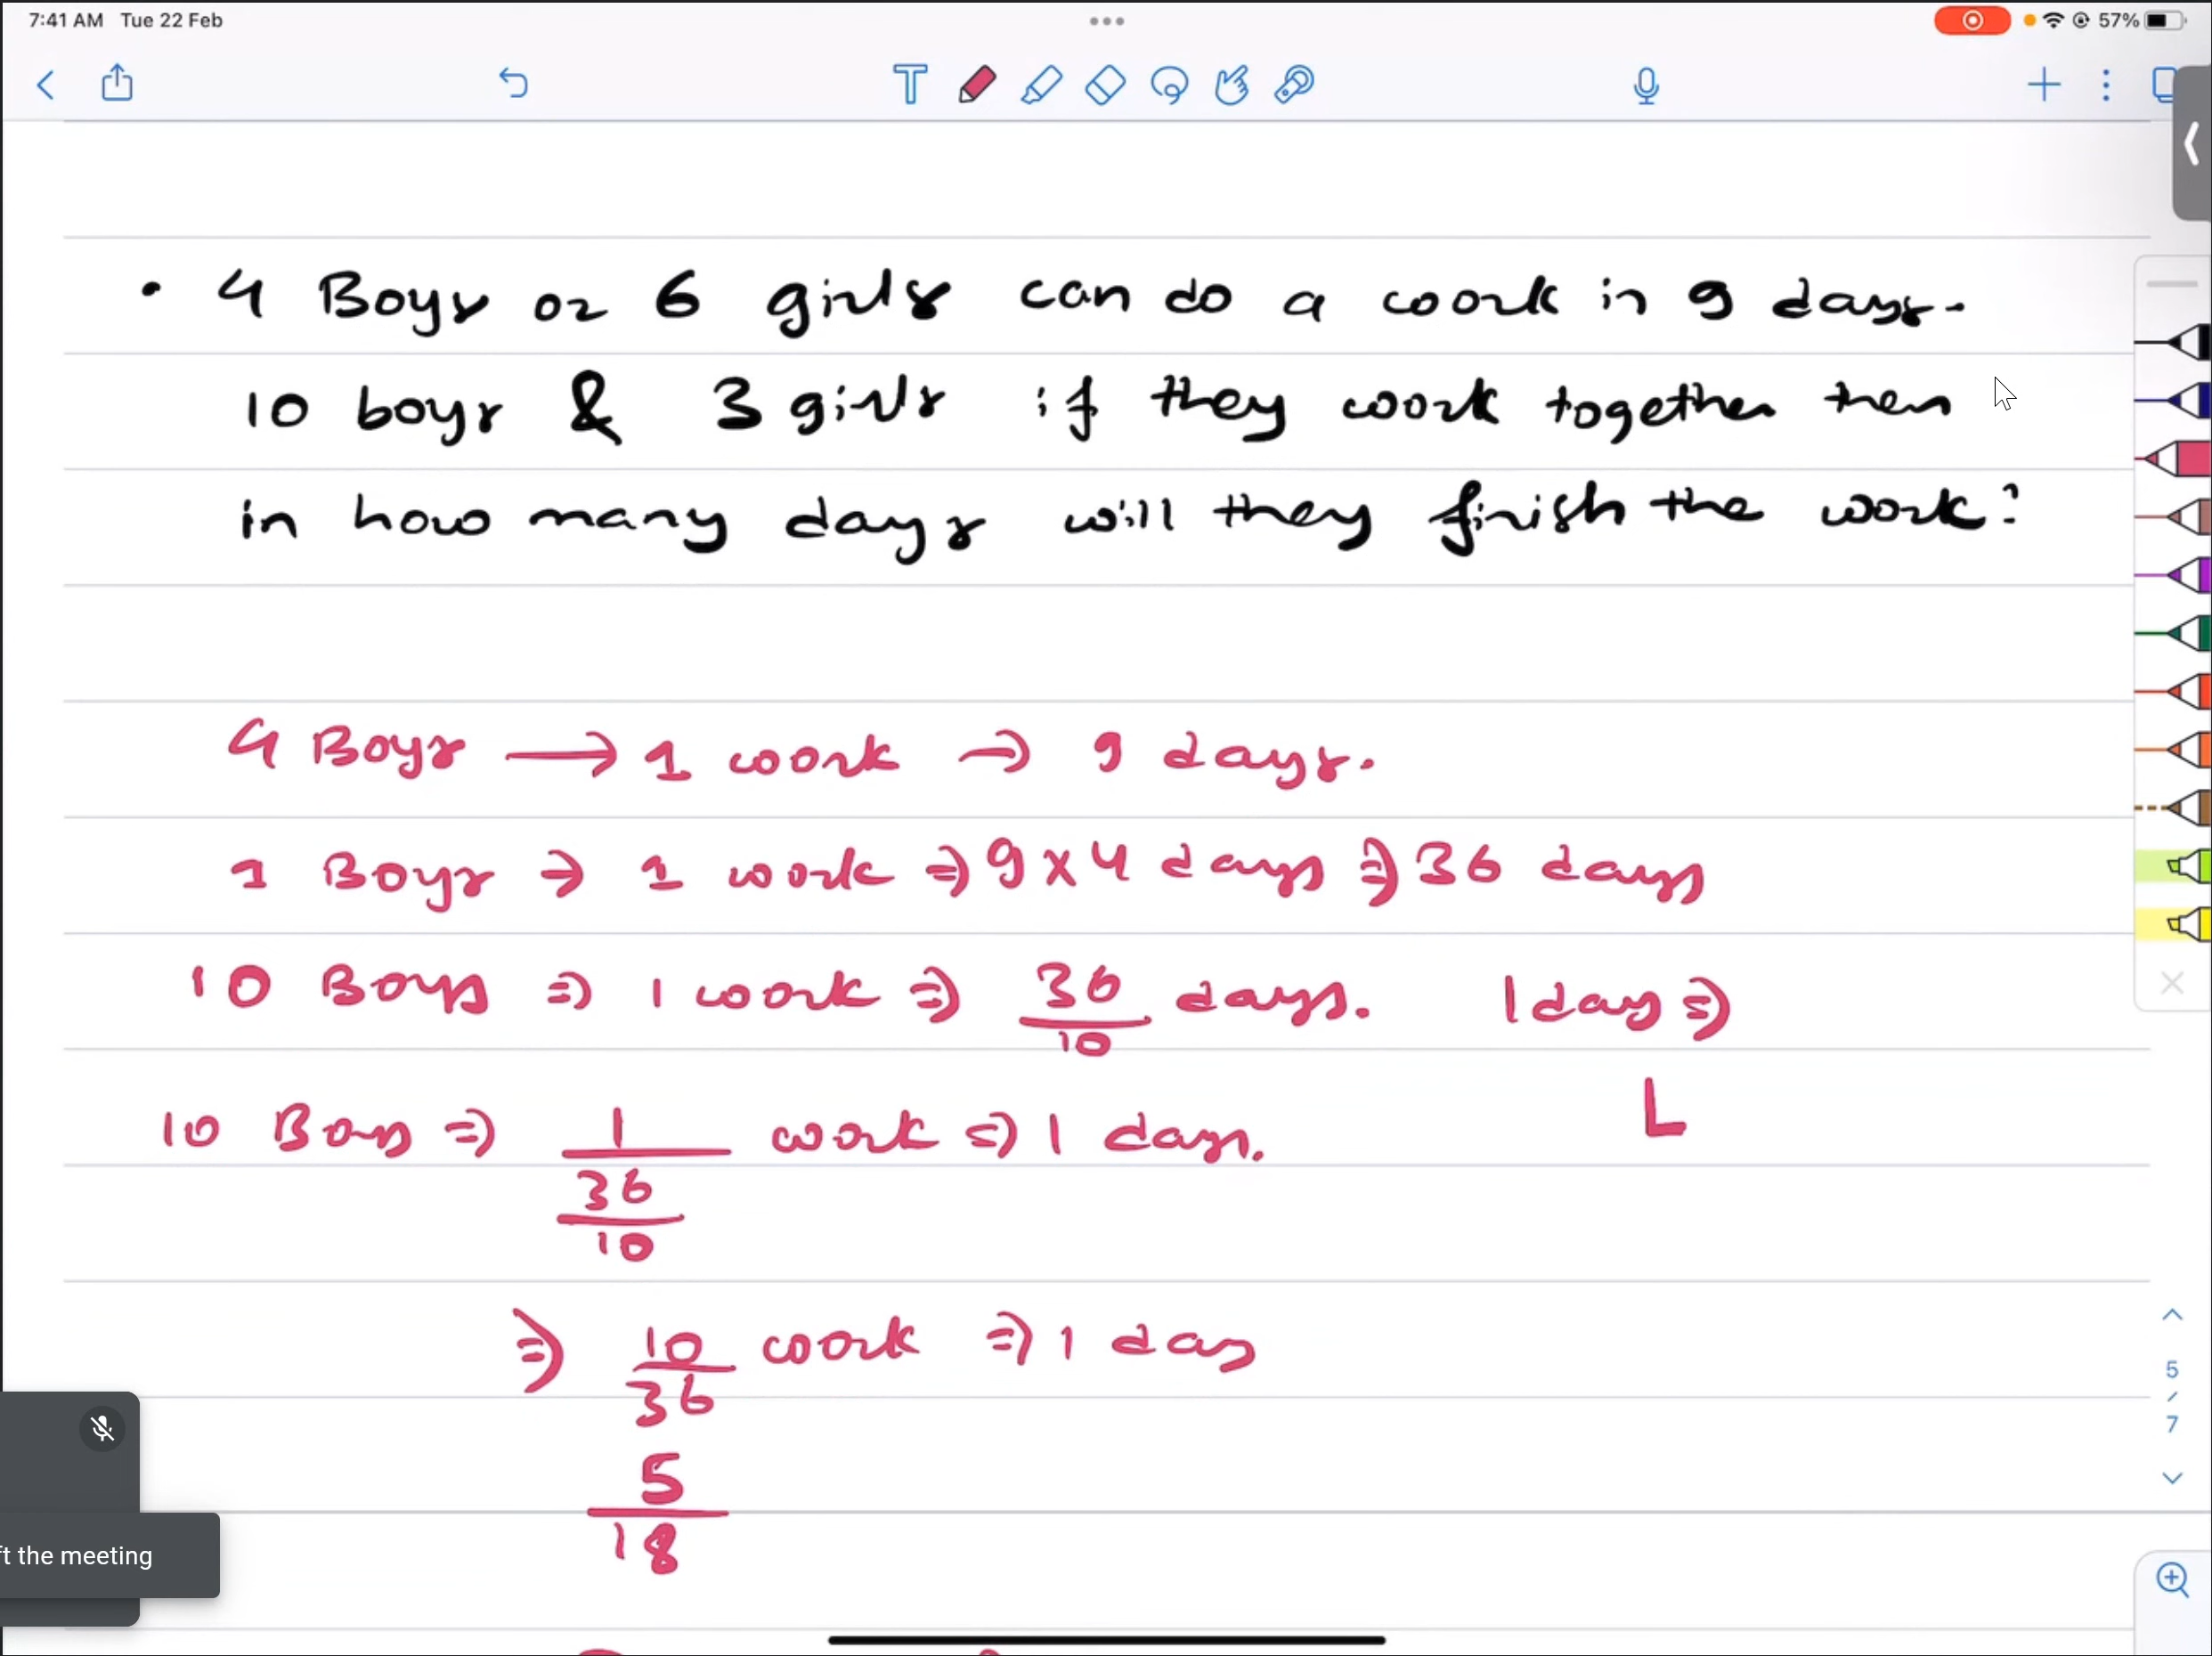 7:41 AM Tue 22 Feb
57%
• 4 Boys or 6 girls can do a work in 9 days.
10 boys & 3 girls if they work together then
in how many days will they finish the work?
4 Boys → 1 work ⇒ 9 days.
1 Boys ⇒ 1 work ⇒ 9 x 4 days ⇒ 36 days
10 Boys ⇒ 1 work ⇒ 36/10 days. 1 day ⇒
L
10 Boys ⇒ 1/(36/10) work ⇒ 1 day.
⇒ 10/36 work ⇒ 1 day
5/18
5
/
7
ft the meeting